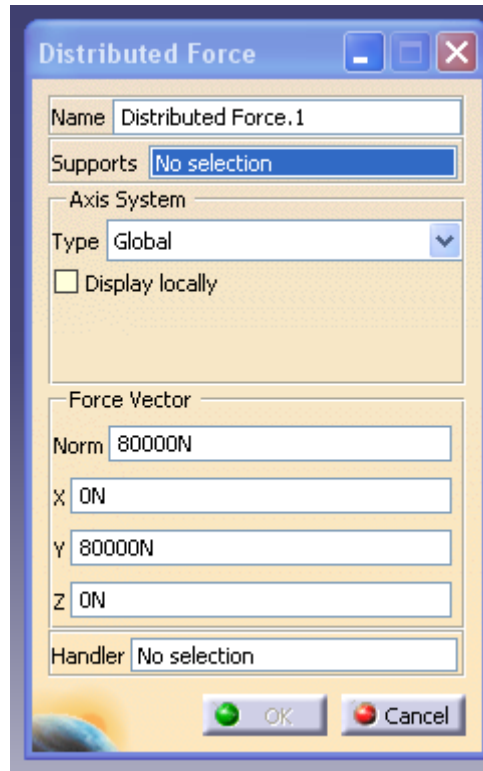 Distributed Force
Name Distributed Force.1
Supports No selection
Axis System
Type Global
Display locally
Force Vector
Norm 80000N
X 0N
Y 80000N
Z 0N
Handler No selection
OK Cancel